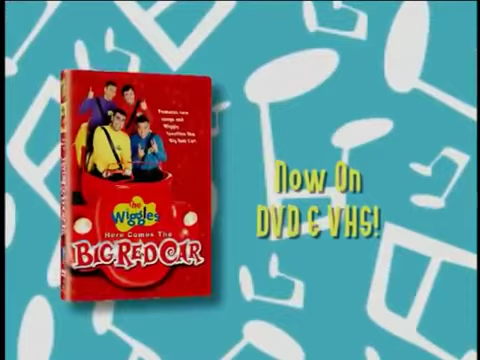 Features new
songs and
Wiggly
favorites like
Big Red Car!
the
Wiggles
Here Comes The
BIG RED CAR
Now On
DVD & VHS!